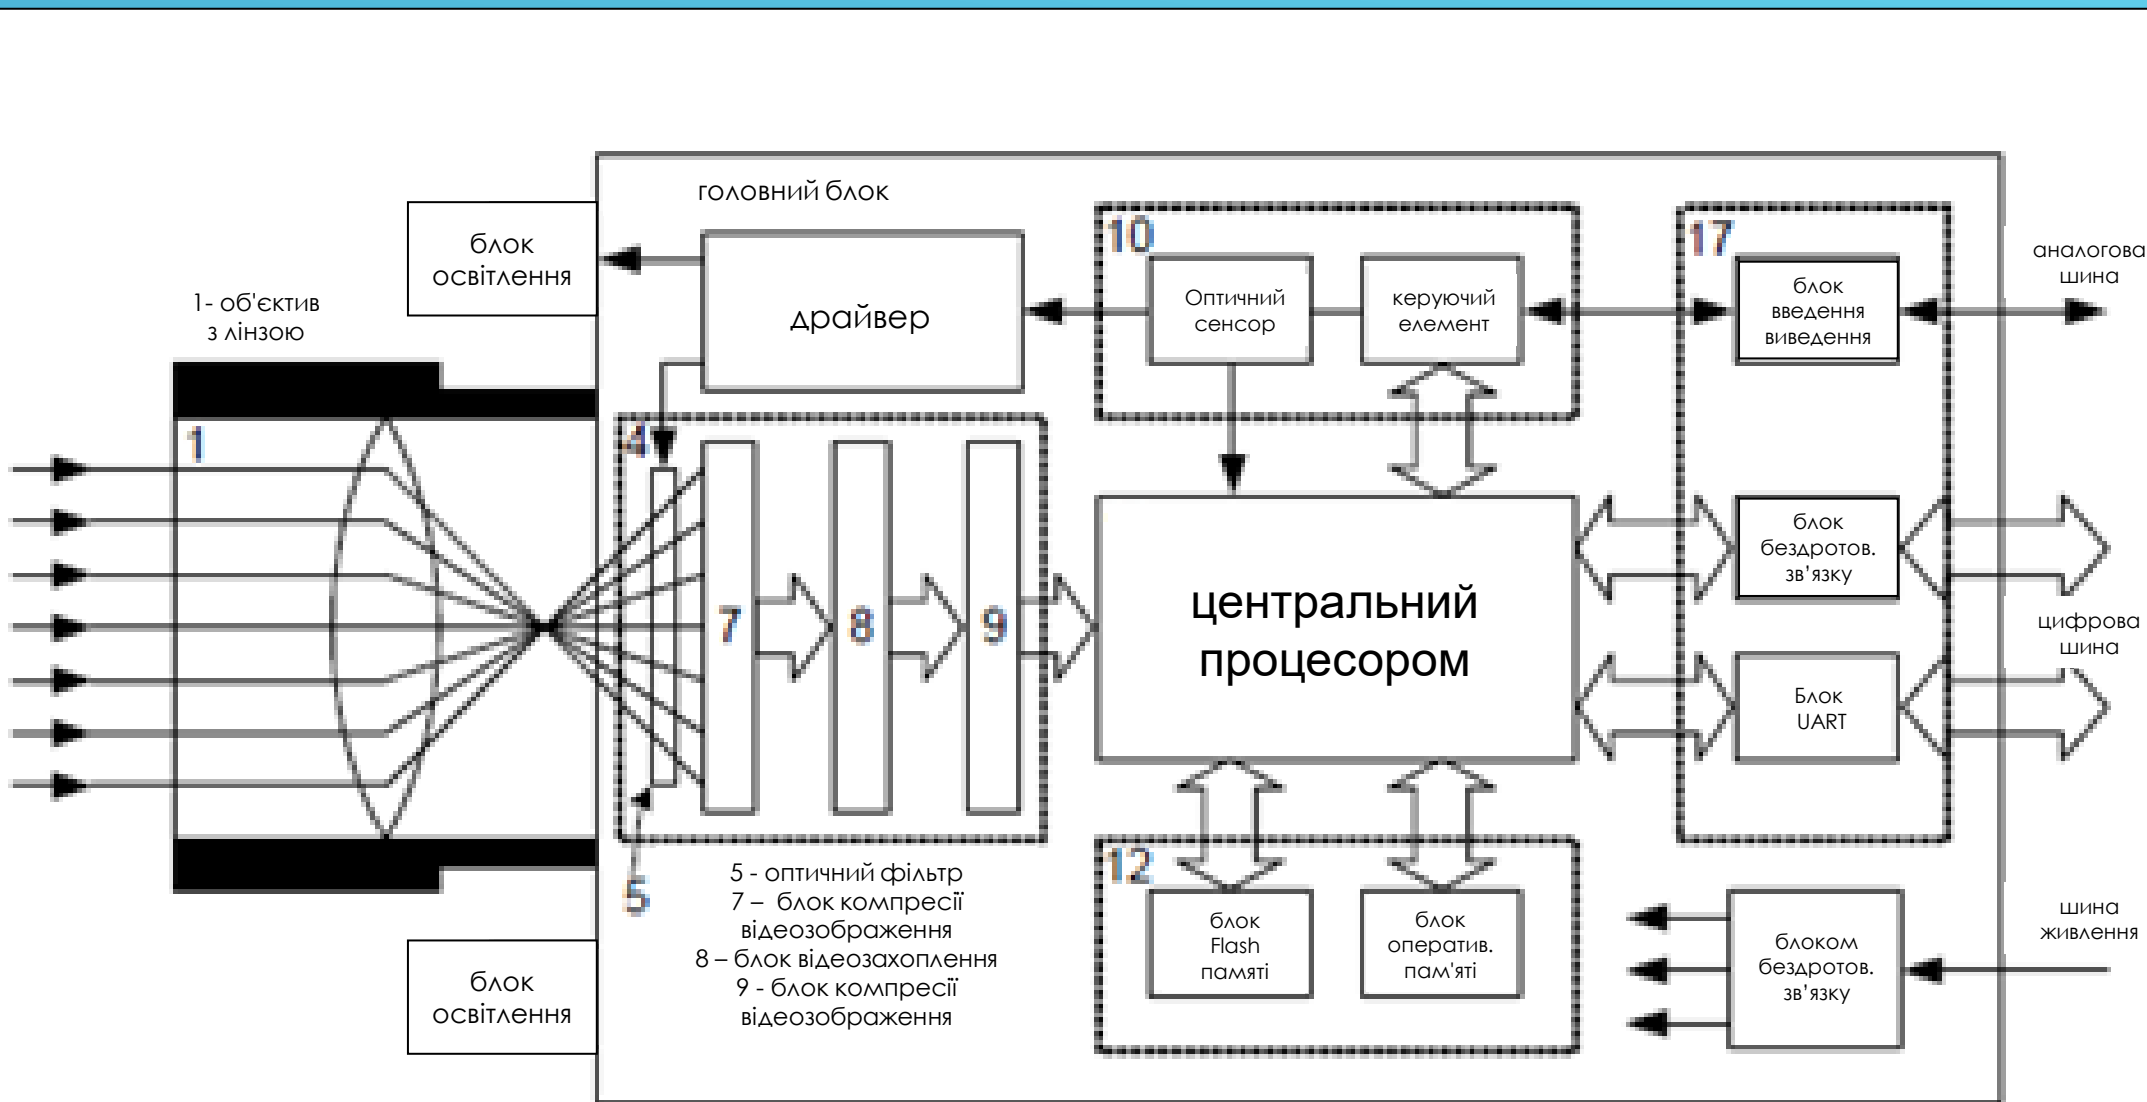 головний блок
блок
освітлення
1- об'єктив
з лінзою
драйвер
10
Оптичний
сенсор
керуючий
елемент
17
блок
введення
виведення
аналогова
шина
1
4
7
8
9
5
5 - оптичний фільтр
7 – блок компресії
відеозображення
8 – блок відеозахоплення
9 - блок компресії
відеозображення
центральний
процесором
блок
бездротов.
зв’язку
цифрова
шина
Блок
UART
12
блок
Flash
памяті
блок
оператив.
пам'яті
блоком
бездротов.
зв’язку
шина
живлення
блок
освітлення